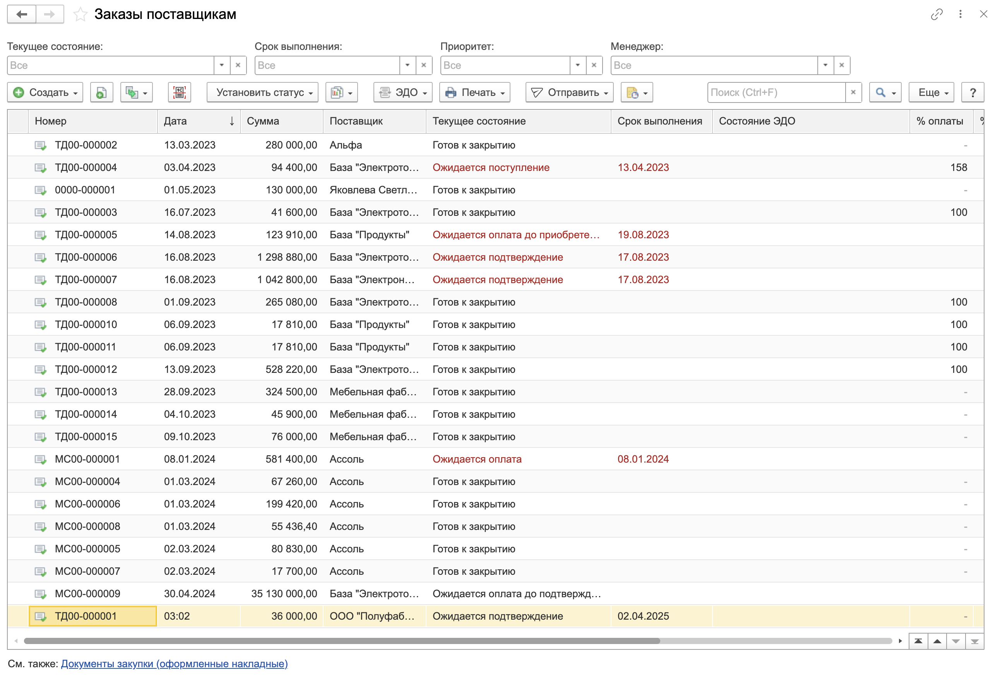 Заказы поставщикам
Текущее состояние: Срок выполнения: Приоритет: Менеджер:
Все Все Все Все
Создать Установить статус ЭДО Печать Отправить Поиск (Ctrl+F) Еще ?
Номер Дата ↓ Сумма Поставщик Текущее состояние Срок выполнения Состояние ЭДО % оплаты %
ТД00-000002 13.03.2023 280 000,00 Альфа Готов к закрытию -
ТД00-000004 03.04.2023 94 400,00 База "Электрото... Ожидается поступление 13.04.2023 158
0000-000001 01.05.2023 130 000,00 Яковлева Светл... Готов к закрытию -
ТД00-000003 16.07.2023 41 600,00 База "Электрото... Готов к закрытию 100
ТД00-000005 14.08.2023 123 910,00 База "Продукты" Ожидается оплата до приобрете... 19.08.2023
ТД00-000006 16.08.2023 1 298 880,00 База "Электрото... Ожидается подтверждение 17.08.2023
ТД00-000007 16.08.2023 1 042 800,00 База "Электрон... Ожидается подтверждение 17.08.2023
ТД00-000008 01.09.2023 265 080,00 База "Электрото... Готов к закрытию 100
ТД00-000010 06.09.2023 17 810,00 База "Продукты" Готов к закрытию 100
ТД00-000011 06.09.2023 17 810,00 База "Продукты" Готов к закрытию 100
ТД00-000012 13.09.2023 528 220,00 База "Электрото... Готов к закрытию 100
ТД00-000013 28.09.2023 324 500,00 Мебельная фаб... Готов к закрытию -
ТД00-000014 04.10.2023 45 900,00 Мебельная фаб... Готов к закрытию -
ТД00-000015 09.10.2023 76 000,00 Мебельная фаб... Готов к закрытию -
МС00-000001 08.01.2024 581 400,00 Ассоль Ожидается оплата 08.01.2024
МС00-000004 01.03.2024 67 260,00 Ассоль Готов к закрытию -
МС00-000006 01.03.2024 199 420,00 Ассоль Готов к закрытию -
МС00-000008 01.03.2024 55 436,40 Ассоль Готов к закрытию -
МС00-000005 02.03.2024 80 830,00 Ассоль Готов к закрытию -
МС00-000007 02.03.2024 17 700,00 Ассоль Готов к закрытию -
МС00-000009 30.04.2024 35 130 000,00 База "Электрото... Ожидается оплата до подтвержд...
ТД00-000001 03:02 36 000,00 ООО "Полуфаб... Ожидается подтверждение 02.04.2025 -
См. также: Документы закупки (оформленные накладные)